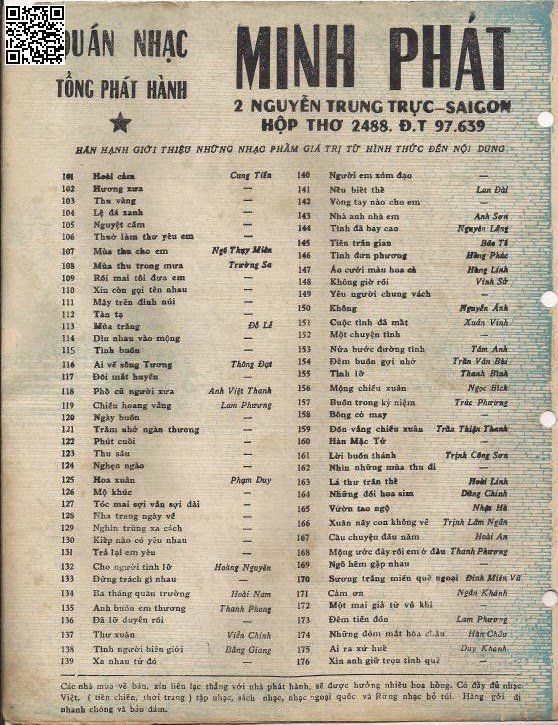 QUÁN NHẠC
MINH PHÁT
TỔNG PHÁT HÀNH
2 NGUYỄN TRUNG TRỰC—SAIGON
HỘP THƠ 2488. Đ.T 97.639
HÂN HẠNH GIỚI THIỆU NHỮNG NHẠC PHẨM GIÁ TRỊ TỪ HÌNH THỨC ĐẾN NỘI DUNG
101 Hoài cảm Cung Tiến
102 Hương xưa —
103 Thu vàng —
104 Lệ đá xanh —
105 Nguyệt cầm —
106 Thuở làm thơ yêu em —
107 Mùa thu cho em Ngô Thụy Miên
108 Mùa thu trong mưa Trường Sa
109 Rồi mai tôi đưa em —
110 Xin còn gọi tên nhau —
111 Mây trên đỉnh núi —
112 Tàn tạ —
113 Mùa trăng Đỗ Lễ
114 Dìu nhau vào mộng —
115 Tình buồn —
116 Ai về sông Tương Thông Đạt
117 Đôi mắt huyền —
118 Phố cũ người xưa Anh Việt Thanh
119 Chiều hoang vắng Lam Phương
120 Ngày buồn —
121 Trăm nhớ ngàn thương —
122 Phút cuối —
123 Thu sầu —
124 Nghẹn ngào —
125 Hoa xuân Phạm Duy
126 Mộ khúc —
127 Tóc mai sợi vắn sợi dài —
128 Nha trang ngày về —
129 Nghìn trùng xa cách —
130 Kiếp nào có yêu nhau —
131 Trả lại em yêu —
132 Cho người tình lỡ Hoàng Nguyên
133 Đừng trách gì nhau —
134 Ba tháng quân trường Hoài Nam
135 Anh buồn em thương Thanh Phong
136 Đã lỡ duyên rồi —
137 Thư xuân Viễn Chinh
138 Tình người biên giới Bằng Giang
139 Xa nhau từ đó —
140 Người em xóm đạo —
141 Nếu biết thế Lan Đài
142 Vòng tay nào cho em —
143 Nhà anh nhà em Anh Sơn
144 Tình đã bay cao Nguyên Lãng
145 Tiên trần gian Bảo Tố
146 Tình đơn phương Hồng Phúc
147 Áo cưới màu hoa cà Hùng Linh
148 Không giờ rồi Vinh Sử
149 Yêu người chung vách —
150 Không Nguyễn Ánh
151 Cuộc tình đã mất Xuân Vinh
152 Một chuyện tình —
153 Nửa bước đường tình Tâm Anh
154 Đêm buồn gợi nhớ Trần Văn Bùi
155 Tình lỡ Thanh Bình
156 Mộng chiều xuân Ngọc Bích
157 Buồn trong kỷ niệm Trúc Phương
158 Bông cỏ may —
159 Đón vắng chiều xuân Trần Thiện Thanh
160 Hàn Mặc Tử —
161 Lời buồn thánh Trịnh Công Sơn
162 Nhìn những mùa thu đi —
163 Lá thư trần thế Hoài Linh
164 Những đồi hoa sim Dũng Chinh
165 Vườn tao ngộ Nhật Hà
166 Xuân này con không về Trịnh Lâm Ngân
167 Câu chuyện đầu năm Hoài An
168 Mộng ước đây rồi em ở đâu Thanh Phương
169 Ngõ hẽm gặp nhau —
170 Sương trắng miền quê ngoại Đinh Miên Vũ
171 Cảm ơn Ngân Khánh
172 Một mai giã từ vũ khí —
173 Đêm tiền đồn Lam Phương
174 Những đóm mắt hỏa châu Hàn Châu
175 Ai ra xứ huế Duy Khánh
176 Xin anh giữ trọn tình quê —
Các nhà mua về bán, xin liên lạc thẳng với nhà phát hành, sẽ được hưởng nhiều hoa hồng. Có đầy đủ nhạc
Việt, ( tiền chiến, thời trang ) tập nhạc, sách nhạc, nhạc ngoại quốc và Rừng nhạc bỏ túi. Hàng gởi đi
nhanh chóng và bảo đảm.